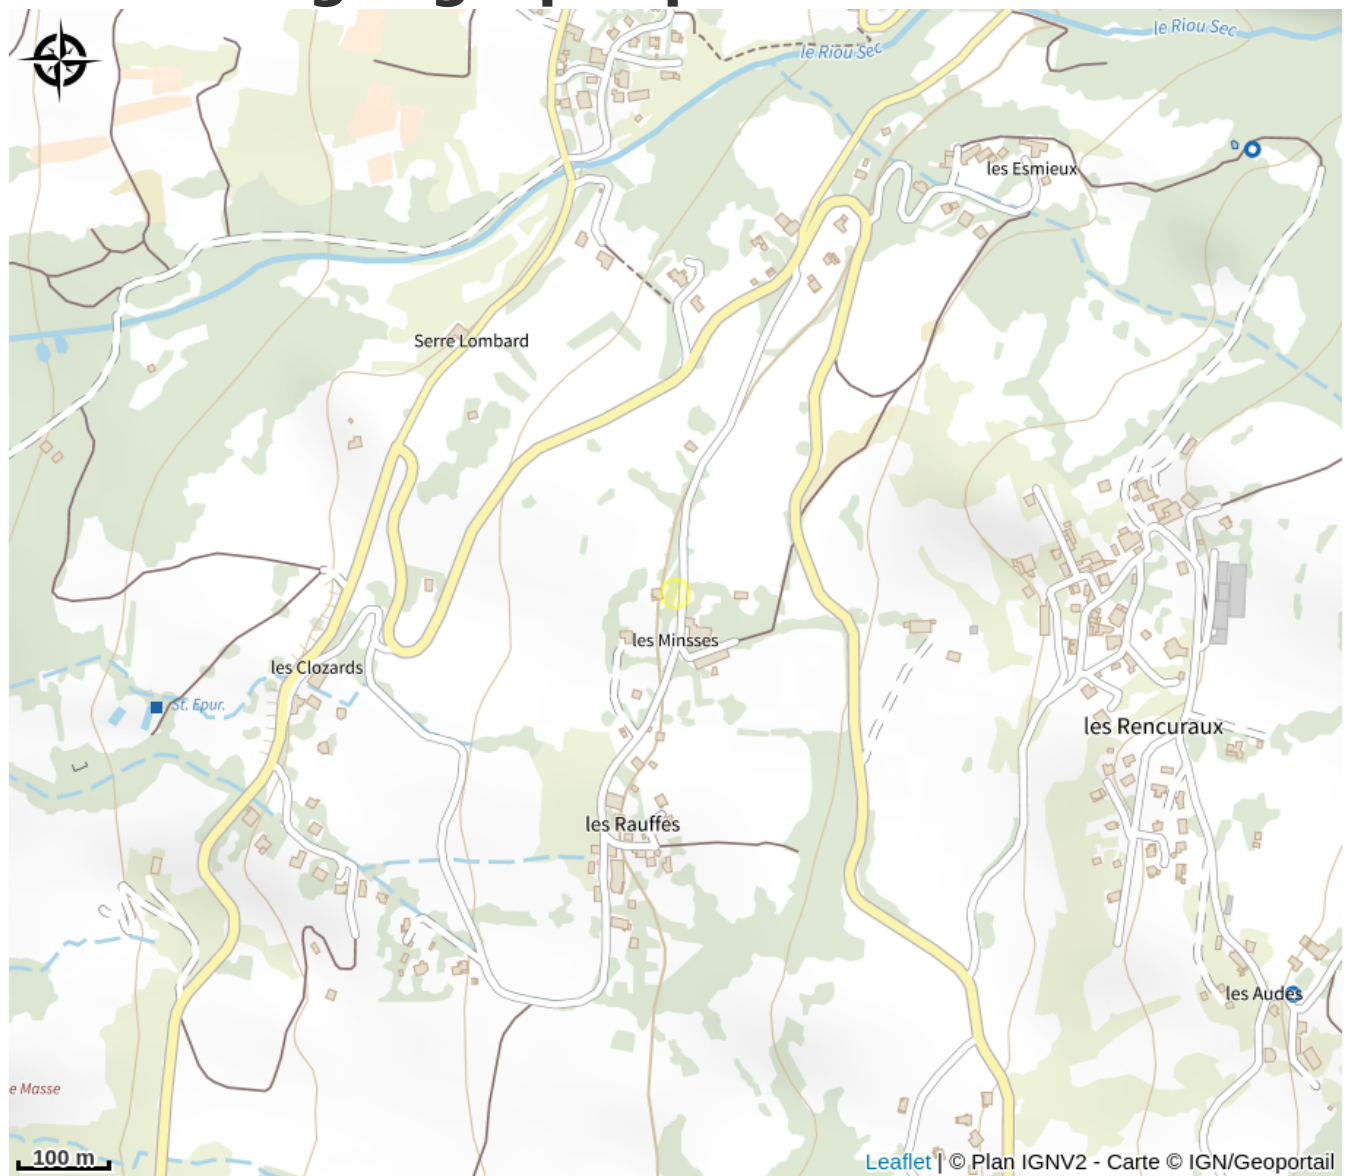 le Riou Sec
le Riou Sec
les Esmieux
Serre Lombard
les Minsses
les Clozards
St. Epur.
les Rencuraux
les Rauffes
les Audes
e Masse
100 m
Leaflet | © Plan IGNV2 - Carte © IGN/Geoportail